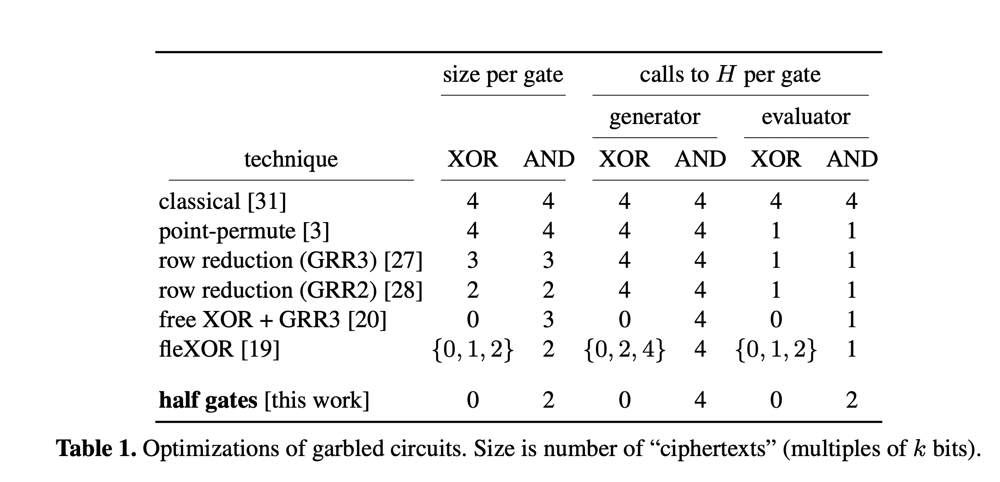 size per gate calls to H per gate
generator evaluator
technique XOR AND XOR AND XOR AND
classical [31] 4 4 4 4 4 4
point-permute [3] 4 4 4 4 1 1
row reduction (GRR3) [27] 3 3 4 4 1 1
row reduction (GRR2) [28] 2 2 4 4 1 1
free XOR + GRR3 [20] 0 3 0 4 0 1
fleXOR [19] {0, 1, 2} 2 {0, 2, 4} 4 {0, 1, 2} 1
half gates [this work] 0 2 0 4 0 2
Table 1. Optimizations of garbled circuits. Size is number of “ciphertexts” (multiples of k bits).